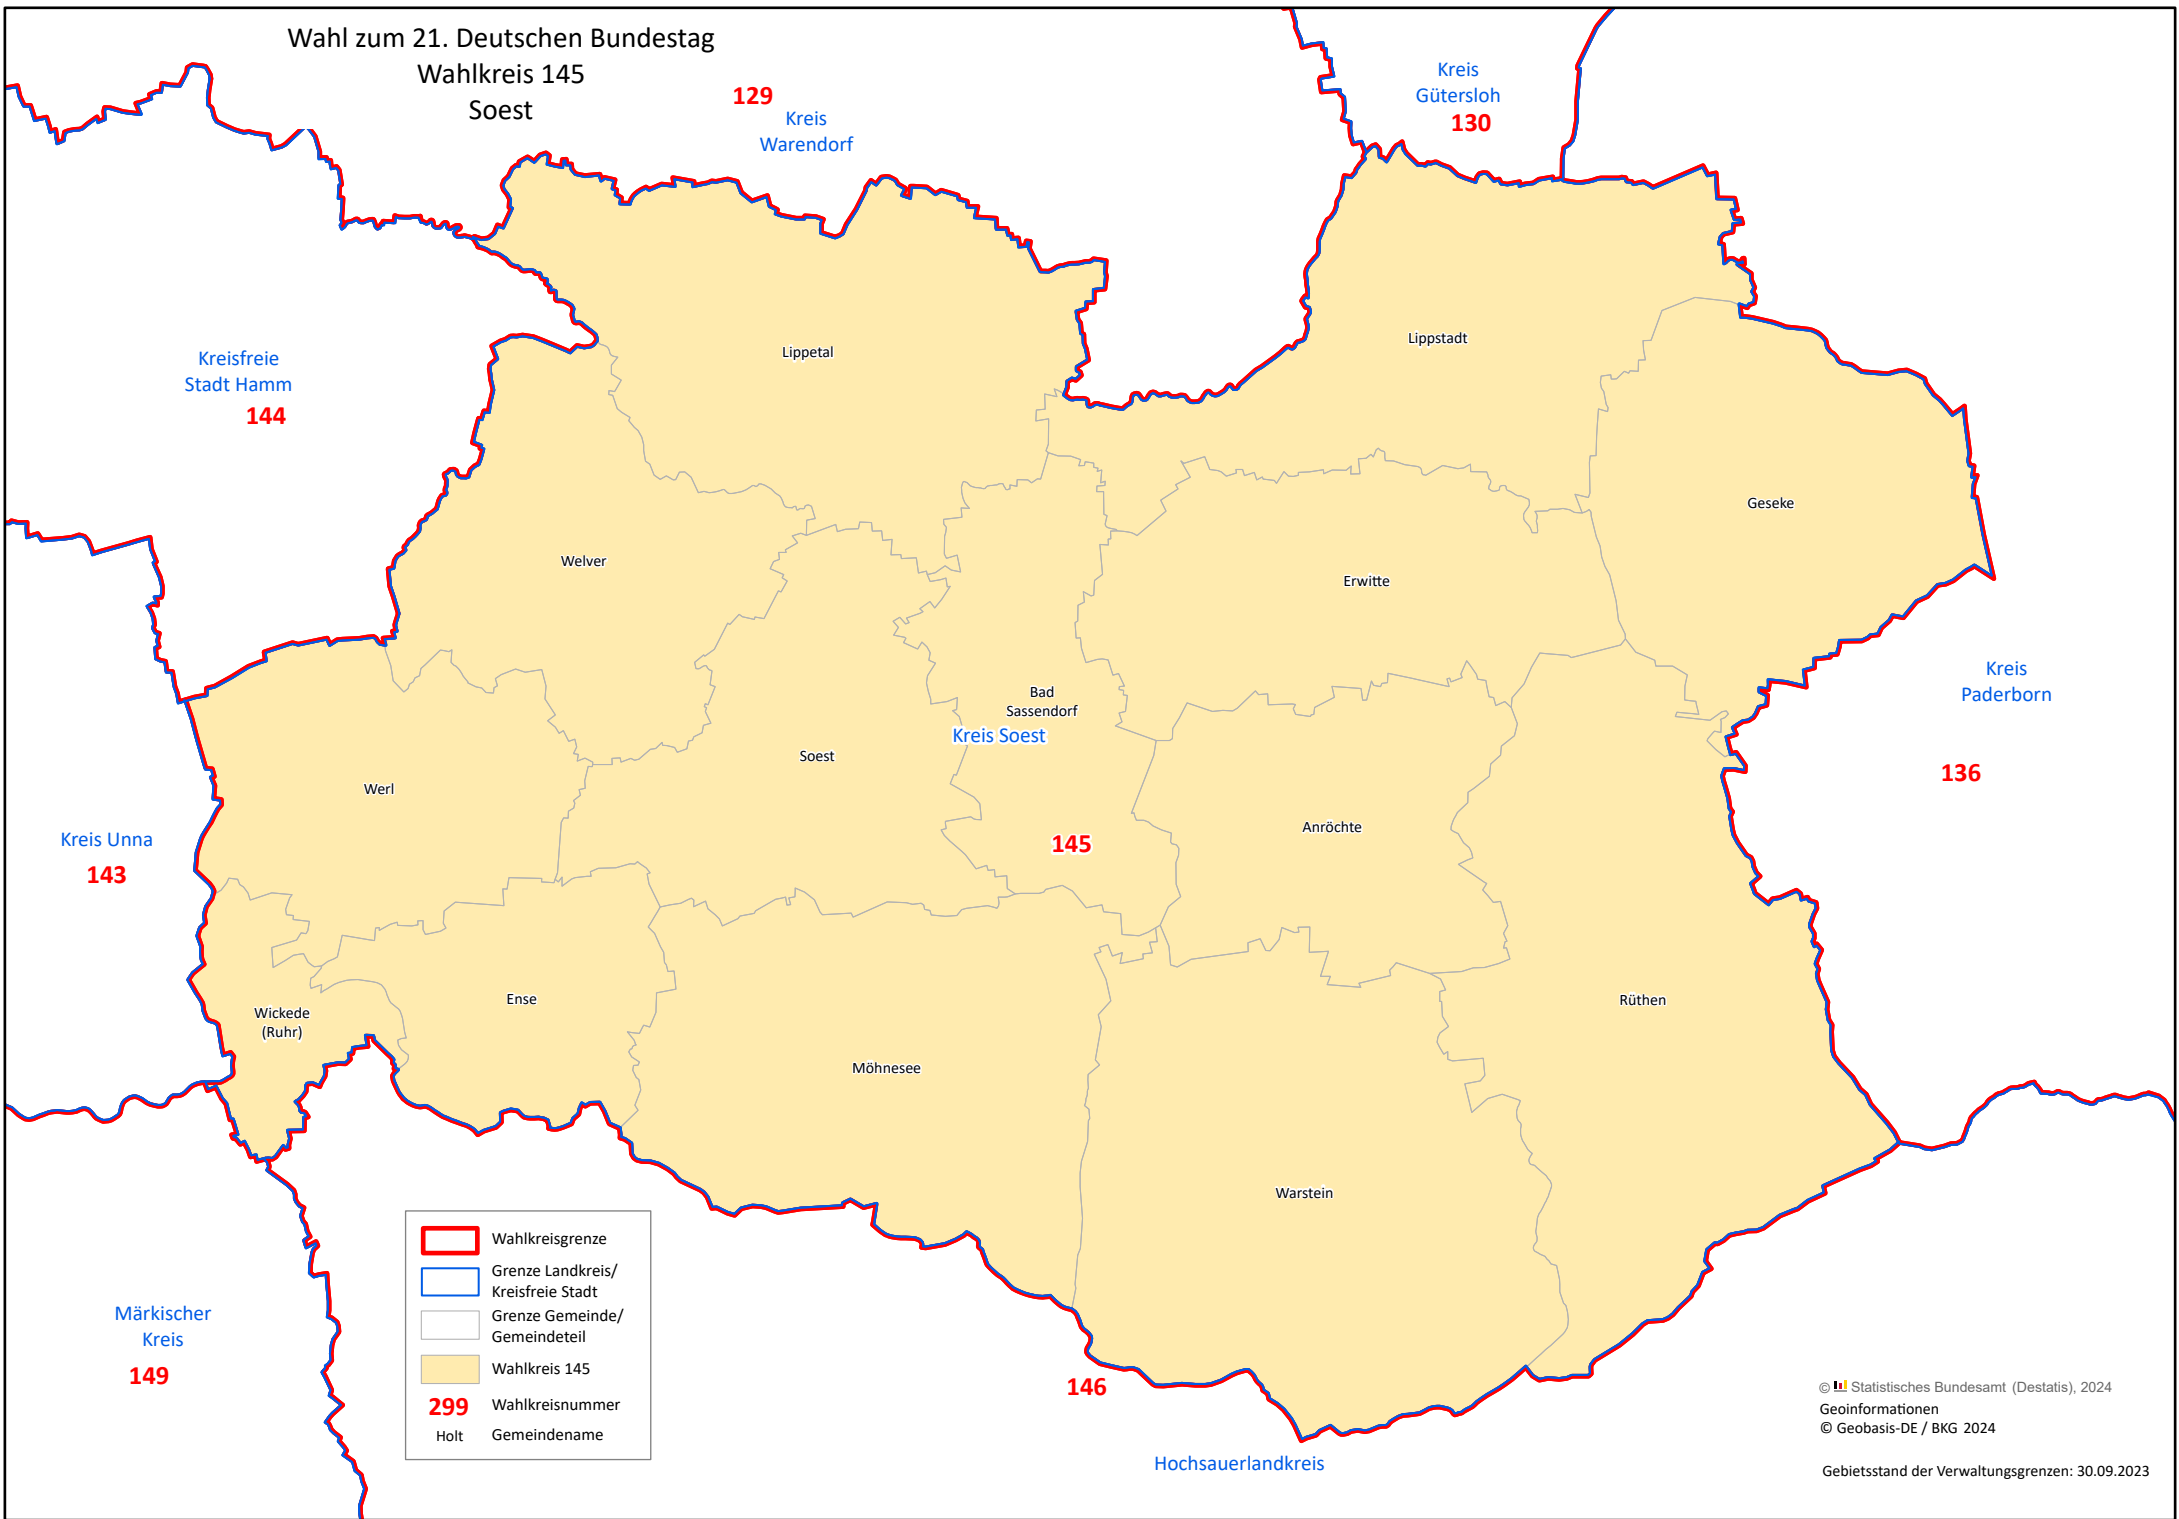 Wahl zum 21. Deutschen Bundestag
Wahlkreis 145
Soest
129
Kreis
Warendorf
Kreis
Gütersloh
130
Kreisfreie
Stadt Hamm
144
Lippetal
Lippstadt
Geseke
Welver
Erwitte
Kreis
Paderborn
136
Bad
Sassendorf
Kreis Soest
Soest
Werl
145
Anröchte
Kreis Unna
143
Wickede
(Ruhr)
Ense
Möhnesee
Rüthen
Warstein
Märkischer
Kreis
149
146
Hochsauerlandkreis
Wahlkreisgrenze
Grenze Landkreis/
Kreisfreie Stadt
Grenze Gemeinde/
Gemeindeteil
Wahlkreis 145
299 Wahlkreisnummer
Holt Gemeindename
© Statistisches Bundesamt (Destatis), 2024
Geoinformationen
© Geobasis-DE / BKG 2024
Gebietsstand der Verwaltungsgrenzen: 30.09.2023